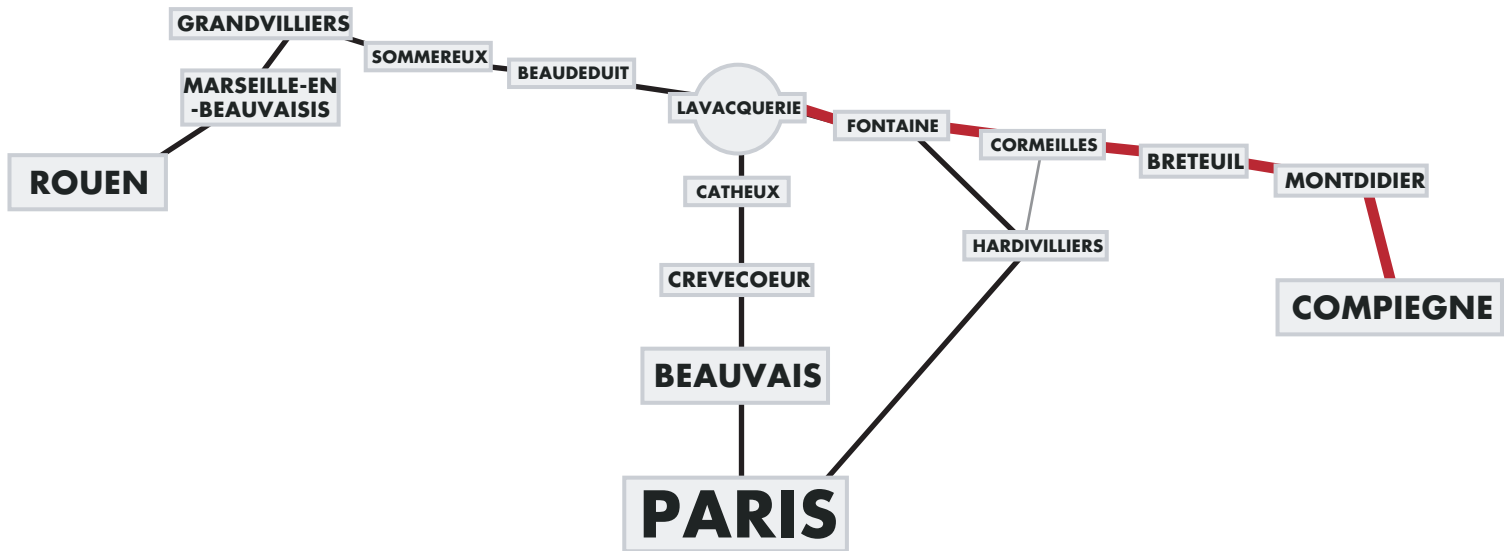 GRANDVILLIERS
SOMMEREUX
BEAUDEDUIT
MARSEILLE-EN
-BEAUVAISIS
LAVACQUERIE
FONTAINE
CORMEILLES
BRETEUIL
MONTDIDIER
ROUEN
CATHEUX
HARDIVILLIERS
CREVECOEUR
COMPIEGNE
BEAUVAIS
PARIS